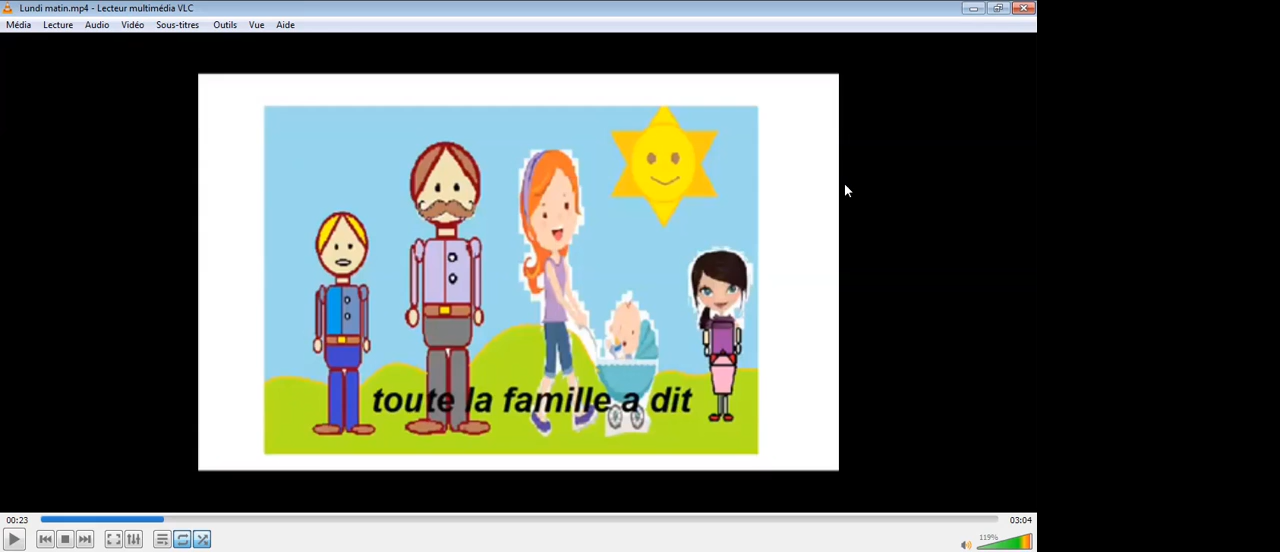 Lundi matin.mp4 - Lecteur multimédia VLC
Média Lecture Audio Vidéo Sous-titres Outils Vue Aide
toute la famille a dit
00:23 03:04
119%